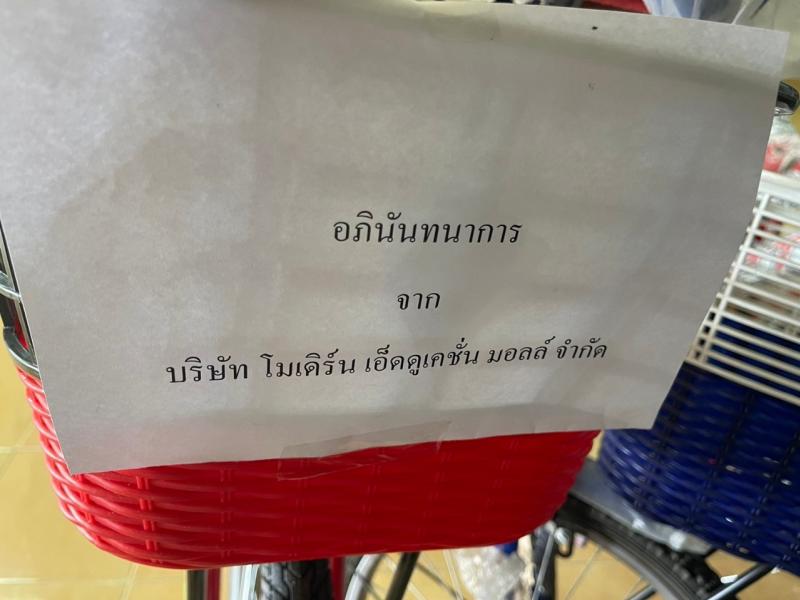 อภินันทนาการ
จาก
บริษัท โมเดิร์น เอ็ดดูเคชั่น มอลล์ จำกัด